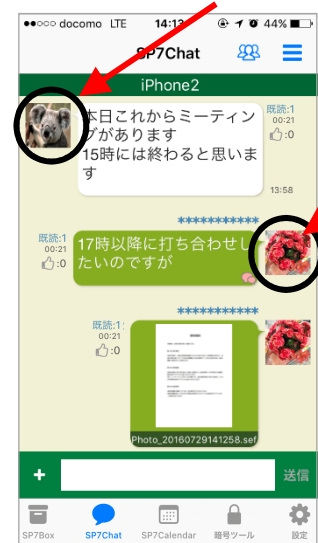 docomo LTE 14:13 44%
SP7Chat
iPhone2
本日これからミーティン
グがあります
15時には終わると思いま
す
既読:1
00:21
:0
13:58
***********
既読:1
00:21
:0
17時以降に打ち合わせし
たいのですが
***********
既読:1
00:21
:0
Photo_20160729141258.sef
+
送信
SP7Box
SP7Chat
SP7Calendar
暗号ツール
設定